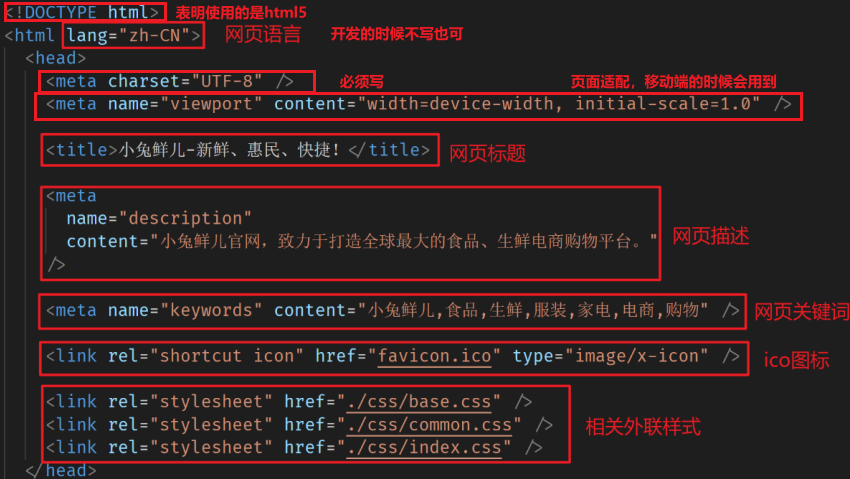 <!DOCTYPE html> 表明使用的是html5
<html lang="zh-CN"> 网页语言 开发的时候不写也可
<head>
<meta charset="UTF-8" /> 必须写 页面适配，移动端的时候会用到
<meta name="viewport" content="width=device-width, initial-scale=1.0" />
<title>小兔鲜儿-新鲜、惠民、快捷！</title> 网页标题
<meta
name="description"
content="小兔鲜儿官网，致力于打造全球最大的食品、生鲜电商购物平台。" 网页描述
/>
<meta name="keywords" content="小兔鲜儿,食品,生鲜,服装,家电,电商,购物" /> 网页关键词
<link rel="shortcut icon" href="favicon.ico" type="image/x-icon" /> ico图标
<link rel="stylesheet" href="./css/base.css" />
<link rel="stylesheet" href="./css/common.css" /> 相关外联样式
<link rel="stylesheet" href="./css/index.css" />
</head>